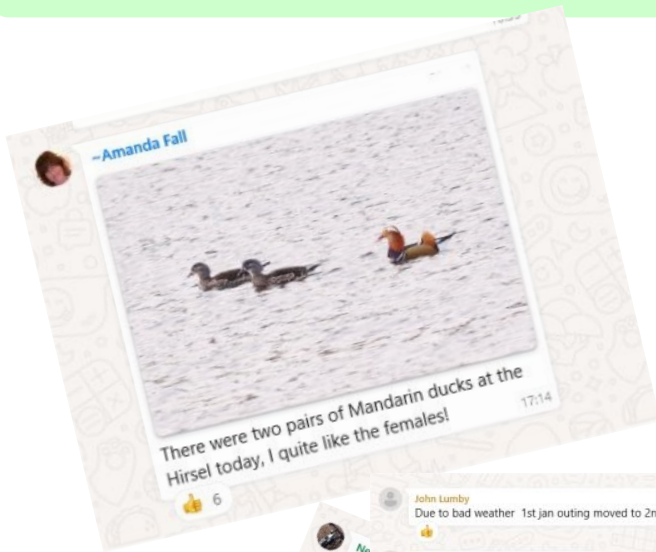 ~Amanda Fall
There were two pairs of Mandarin ducks at the
Hirsel today, I quite like the females!
17:14
👍 6
John Lumby
Due to bad weather 1st jan outing moved to 2n